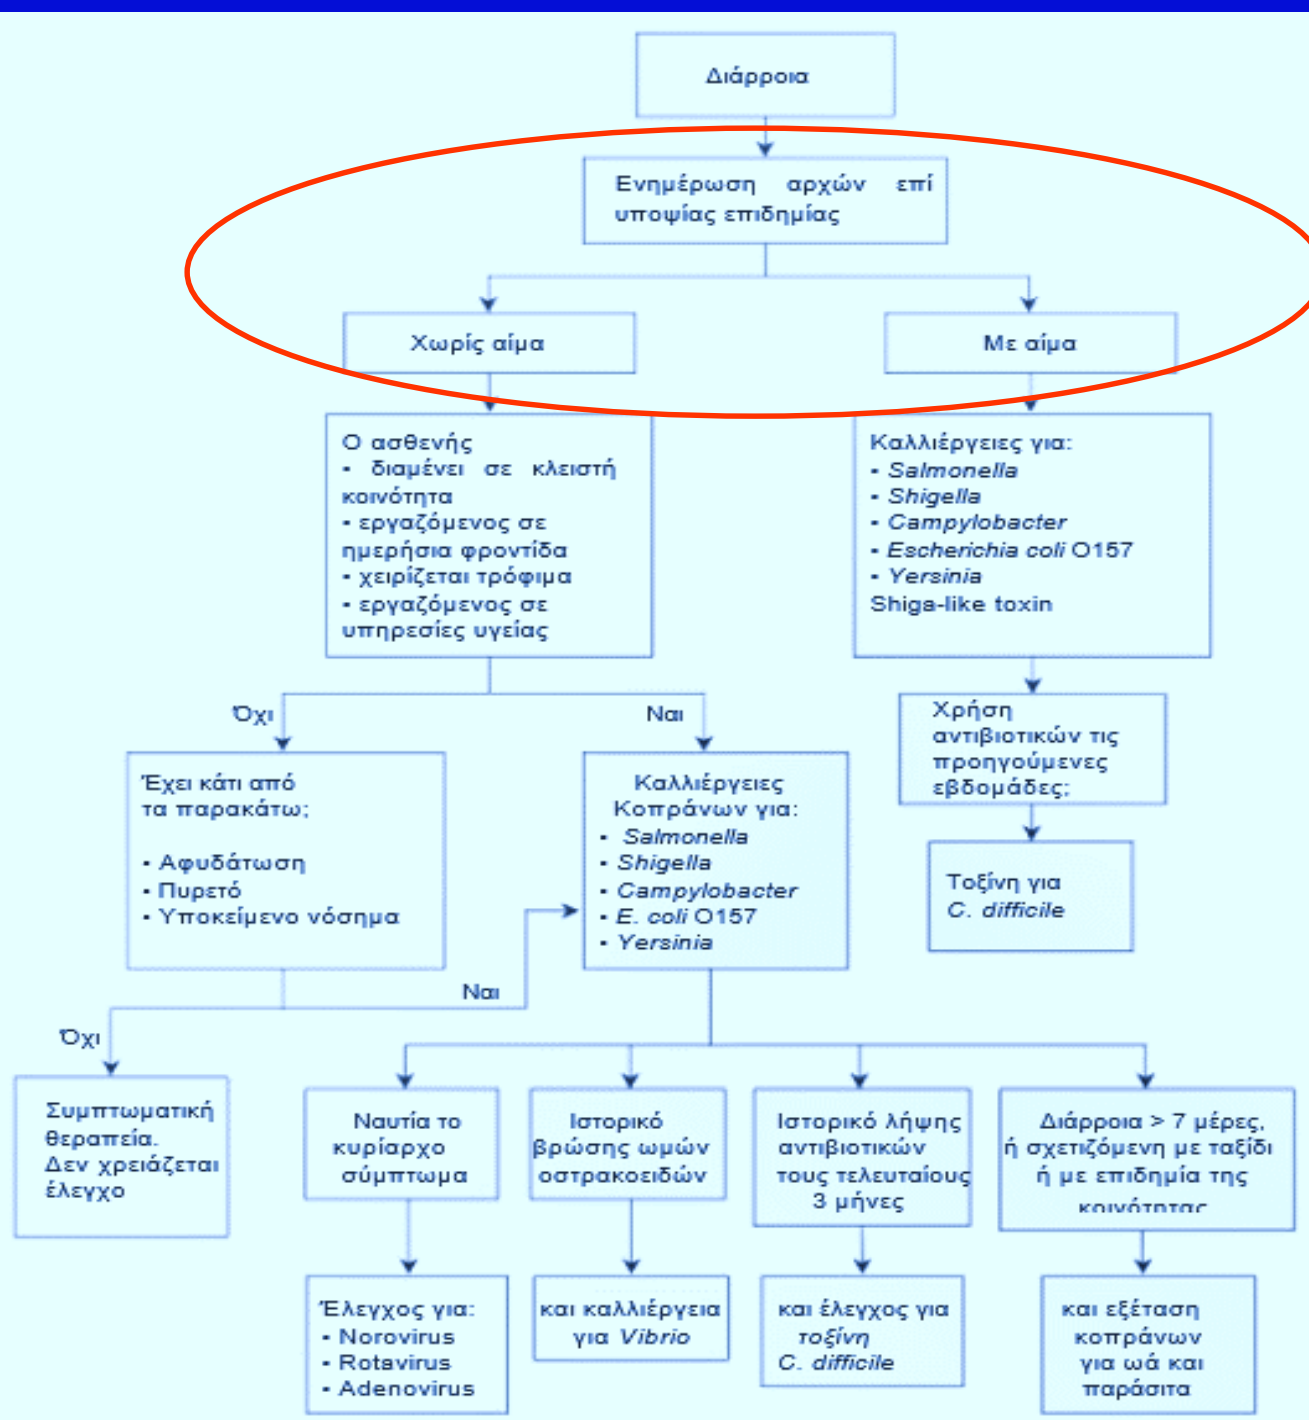 Διάρροια
Ενημέρωση αρχών επί
υποψίας επιδημίας
Χωρίς αίμα
Με αίμα
Ο ασθενής
- διαμένει σε κλειστή
κοινότητα
- εργαζόμενος σε
ημερήσια φροντίδα
- χειρίζεται τρόφιμα
- εργαζόμενος σε
υπηρεσίες υγείας
Καλλιέργειες για:
- Salmonella
- Shigella
- Campylobacter
- Escherichia coli O157
- Yersinia
Shiga-like toxin
Όχι
Ναι
Χρήση
αντιβιοτικών τις
προηγούμενες
εβδομάδες;
Έχει κάτι από
τα παρακάτω;
- Αφυδάτωση
- Πυρετό
- Υποκείμενο νόσημα
Καλλιέργειες
Κοπράνων για:
- Salmonella
- Shigella
- Campylobacter
- E. coli O157
- Yersinia
Τοξίνη για
C. difficile
Ναι
Όχι
Συμπτωματική
θεραπεία.
Δεν χρειάζεται
έλεγχο
Ναυτία το
κυρίαρχο
σύμπτωμα
Ιστορικό
βρώσης ωμών
οστρακοειδών
Ιστορικό λήψης
αντιβιοτικών
τους τελευταίους
3 μήνες
Διάρροια > 7 μέρες,
ή σχετιζόμενη με ταξίδι
ή με επιδημία της
κοινότητας
Έλεγχος για:
- Norovirus
- Rotavirus
- Adenovirus
και καλλιέργεια
για Vibrio
και έλεγχος για
τοξίνη
C. difficile
και εξέταση
κοπράνων
για ωά και
παράσιτα